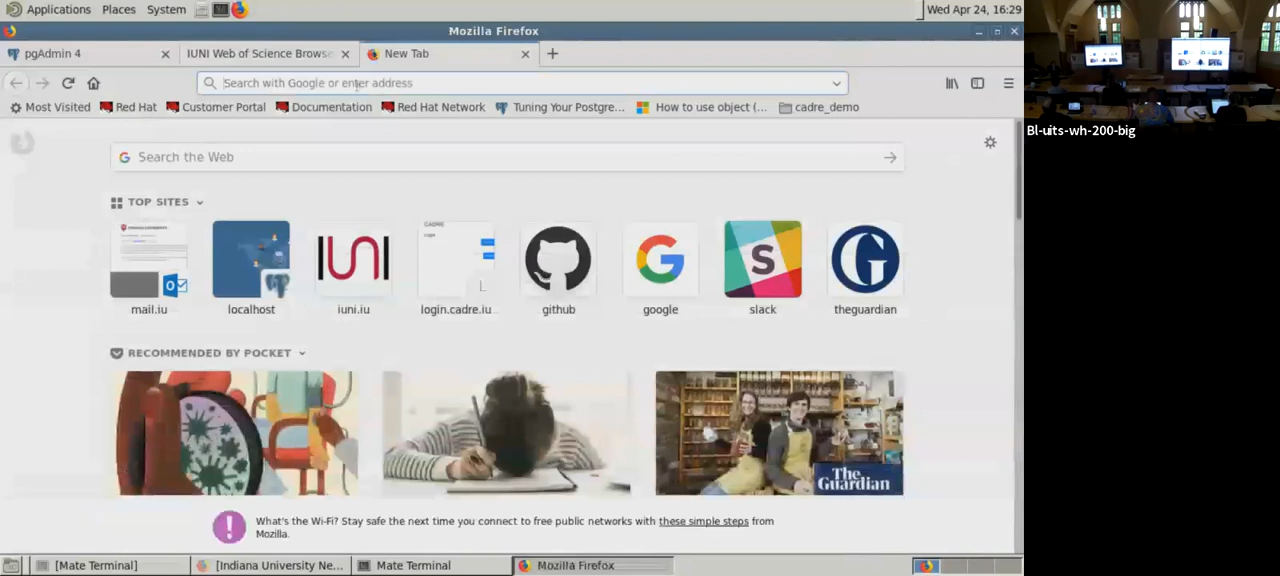 Applications Places System Wed Apr 24, 16:29
Mozilla Firefox
pgAdmin 4 IUNI Web of Science Browse New Tab
Search with Google or enter address
Most Visited Red Hat Customer Portal Documentation Red Hat Network Tuning Your Postgre... How to use object (... cadre_demo
Bl-uits-wh-200-big
Search the Web
TOP SITES
CADRE
IUNI
S
G
mail.iu localhost iuni.iu login.cadre.iu... github google slack theguardian
RECOMMENDED BY POCKET
The Guardian
What's the Wi-Fi? Stay safe the next time you connect to free public networks with these simple steps from
Mozilla.
[Mate Terminal] [Indiana University Ne... Mate Terminal Mozilla Firefox